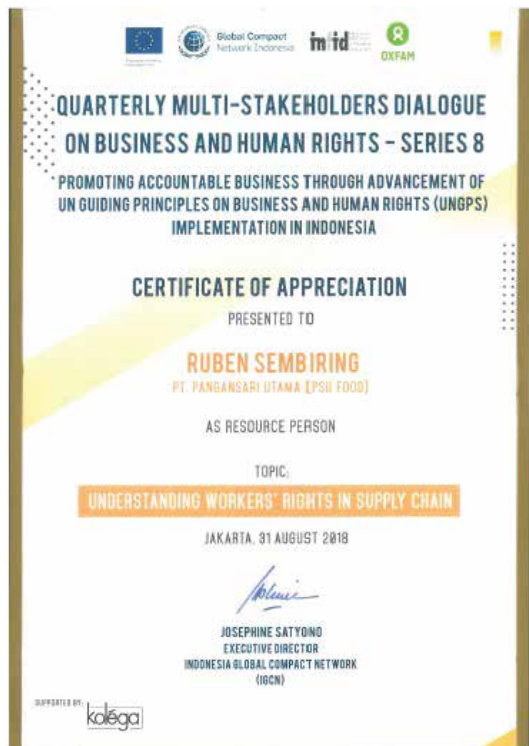 Global Compact
Network Indonesia
infid
OXFAM
QUARTERLY MULTI-STAKEHOLDERS DIALOGUE
ON BUSINESS AND HUMAN RIGHTS - SERIES 8
PROMOTING ACCOUNTABLE BUSINESS THROUGH ADVANCEMENT OF
UN GUIDING PRINCIPLES ON BUSINESS AND HUMAN RIGHTS (UNGPS)
IMPLEMENTATION IN INDONESIA
CERTIFICATE OF APPRECIATION
PRESENTED TO
RUBEN SEMBIRING
PT. PANGANSARI UTAMA [PSU FOOD]
AS RESOURCE PERSON
TOPIC:
UNDERSTANDING WORKERS' RIGHTS IN SUPPLY CHAIN
JAKARTA, 31 AUGUST 2018
JOSEPHINE SATYONO
EXECUTIVE DIRECTOR
INDONESIA GLOBAL COMPACT NETWORK
(IGCN)
SUPPORTED BY:
kolega